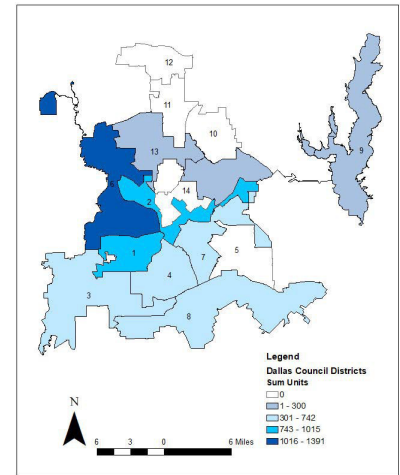 12
11
10
13
9
14
6
2
1
7
5
4
3
8
Legend
Dallas Council Districts
Sum Units
0
1 - 300
301 - 742
743 - 1015
1016 - 1391
N
6 3 0 6 Miles